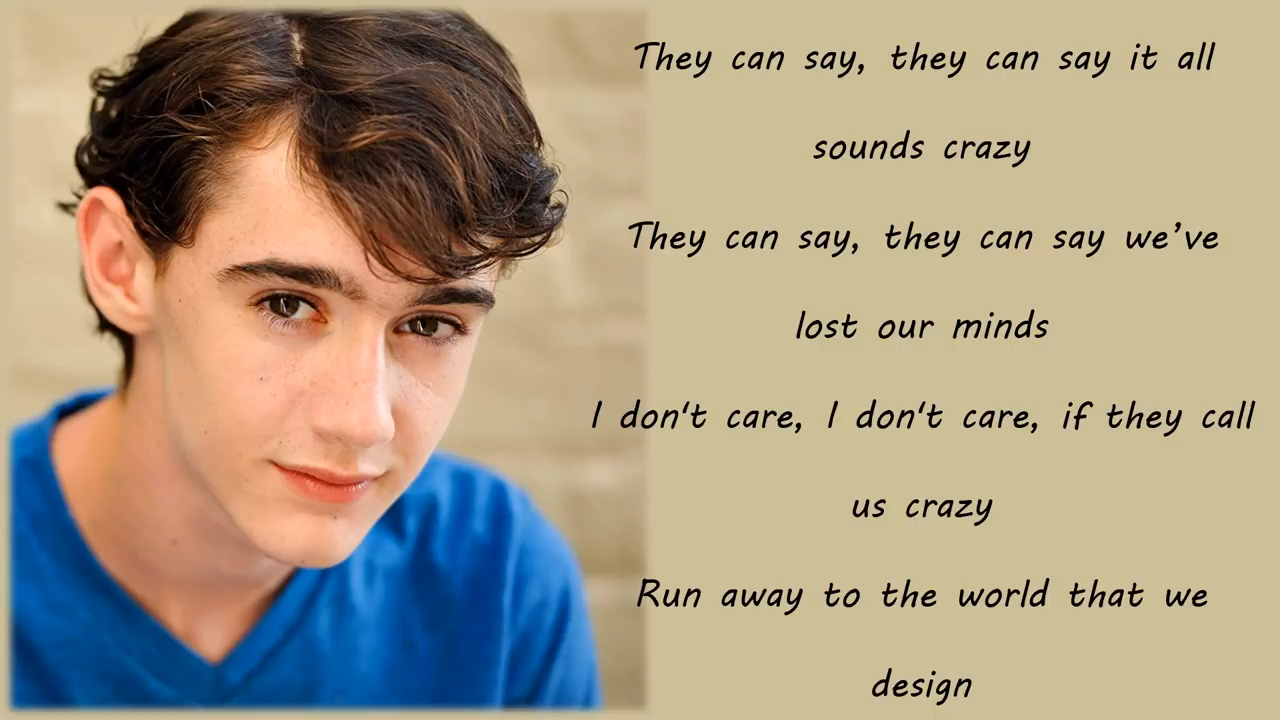 They can say, they can say it all
sounds crazy
They can say, they can say we’ve
lost our minds
I don't care, I don't care, if they call
us crazy
Run away to the world that we
design